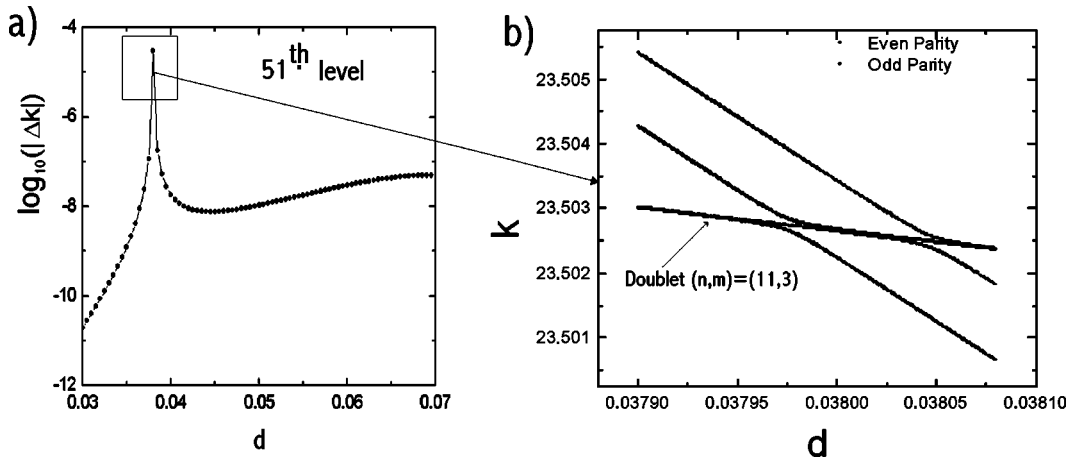 a)
51th level
log10(|Δk|)
-4
-6
-8
-10
-12
0.03
0.04
0.05
0.06
0.07
d
b)
Even Parity
Odd Parity
k
23.505
23.504
23.503
23.502
23.501
Doublet (n,m)=(11,3)
0.03790
0.03795
0.03800
0.03805
0.03810
d